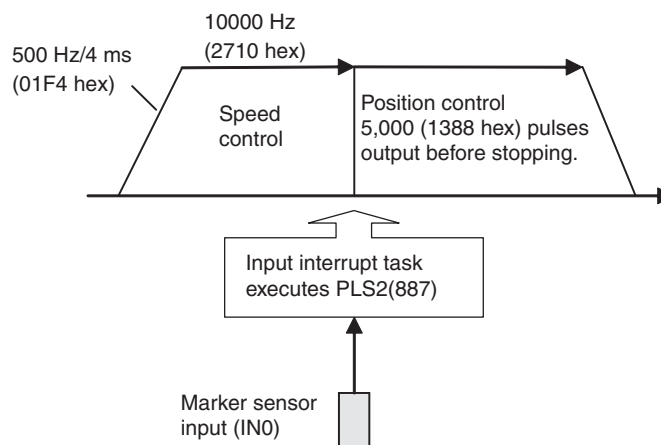 10000 Hz
(2710 hex)
500 Hz/4 ms
(01F4 hex)
Speed
control
Position control
5,000 (1388 hex) pulses
output before stopping.
Input interrupt task
executes PLS2(887)
Marker sensor
input (IN0)